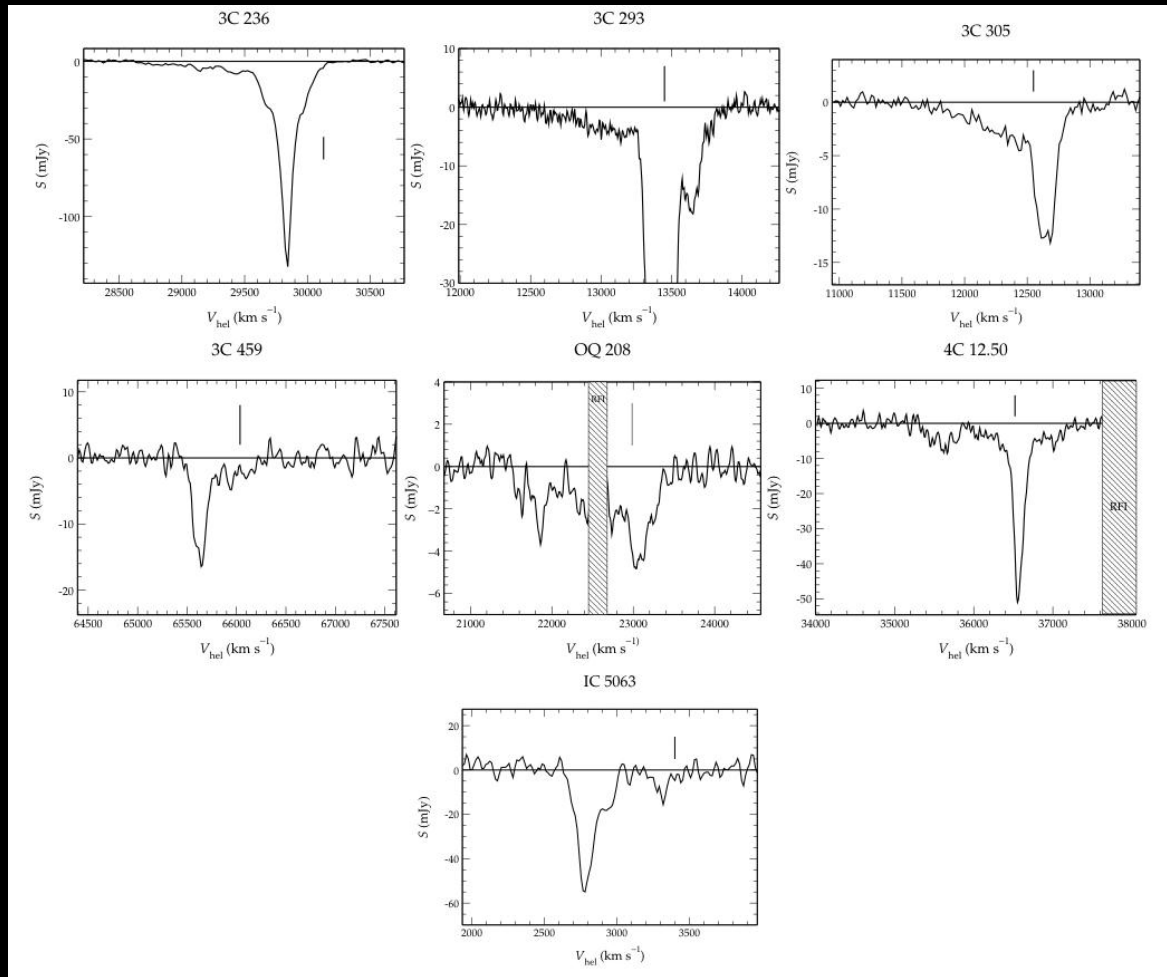 3C 236
3C 293
3C 305
0
-50
-100
S (mJy)
28500 29000 29500 30000 30500
V_hel (km s⁻¹)
10
0
-10
-20
-30
S (mJy)
12000 12500 13000 13500 14000
V_hel (km s⁻¹)
0
-5
-10
-15
S (mJy)
11000 11500 12000 12500 13000
V_hel (km s⁻¹)
3C 459
OQ 208
4C 12.50
10
0
-10
-20
S (mJy)
64500 65000 65500 66000 66500 67000 67500
V_hel (km s⁻¹)
4
2
0
-2
-4
-6
S (mJy)
RFI
21000 22000 23000 24000
V_hel (km s⁻¹)
10
0
-10
-20
-30
-40
-50
S (mJy)
RFI
34000 35000 36000 37000 38000
V_hel (km s⁻¹)
IC 5063
20
0
-20
-40
-60
S (mJy)
2000 2500 3000 3500
V_hel (km s⁻¹)